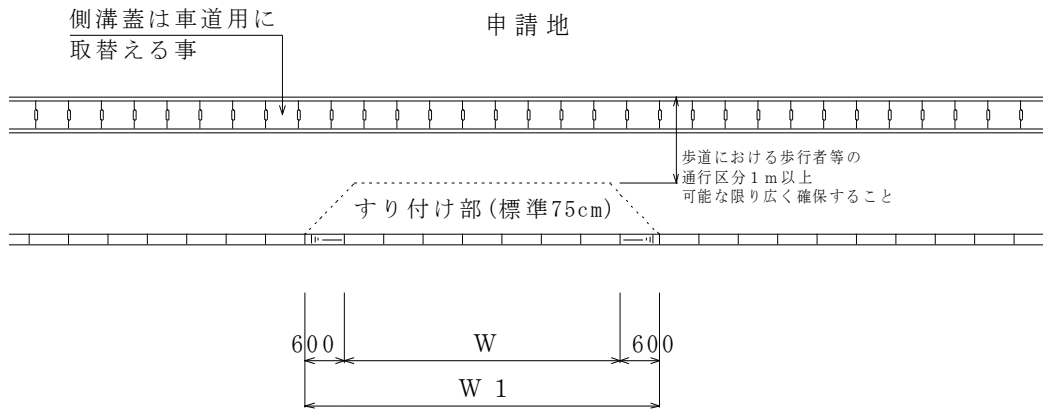 側溝蓋は車道用に
取替える事
申請地
歩道における歩行者等の
通行区分1m以上
可能な限り広く確保すること
すり付け部(標準75cm)
600
W
600
W1